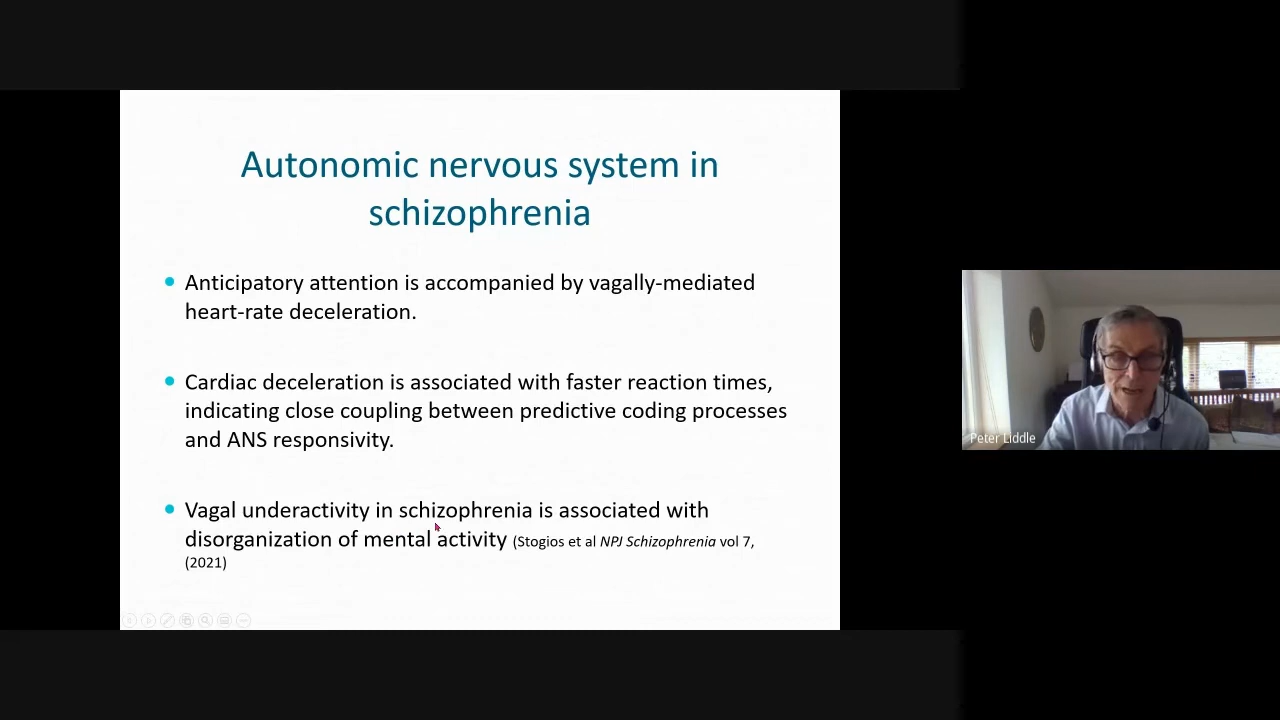 Autonomic nervous system in
schizophrenia
Anticipatory attention is accompanied by vagally-mediated
heart-rate deceleration.
Cardiac deceleration is associated with faster reaction times,
indicating close coupling between predictive coding processes
and ANS responsivity.
Vagal underactivity in schizophrenia is associated with
disorganization of mental activity (Stogios et al NPJ Schizophrenia vol 7,
(2021)
Peter Liddle